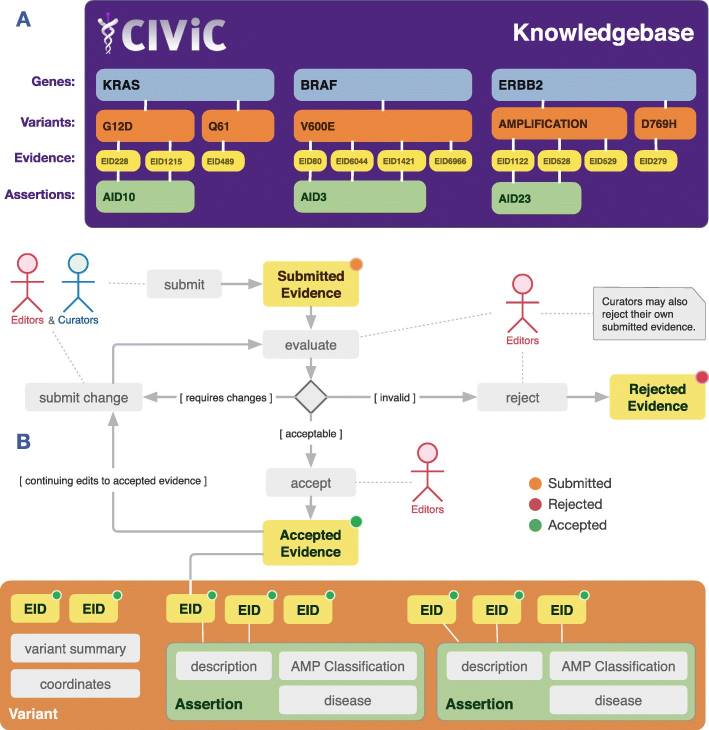 A
CIViC
Knowledgebase
Genes:
KRAS
BRAF
ERBB2
Variants:
G12D
Q61
V600E
AMPLIFICATION
D769H
Evidence:
EID228
EID1215
EID489
EID80
EID6044
EID1421
EID6966
EID1122
EID528
EID529
EID279
Assertions:
AID10
AID3
AID23
Editors & Curators
submit
Submitted
Evidence
evaluate
Editors
Curators may also
reject their own
submitted evidence.
submit change
[ requires changes ]
[ invalid ]
reject
Rejected
Evidence
B
[ acceptable ]
[ continuing edits to accepted evidence ]
accept
Editors
Submitted
Rejected
Accepted
Accepted
Evidence
EID
EID
EID
EID
EID
EID
EID
EID
variant summary
coordinates
Variant
description
AMP Classification
Assertion
disease
description
AMP Classification
Assertion
disease